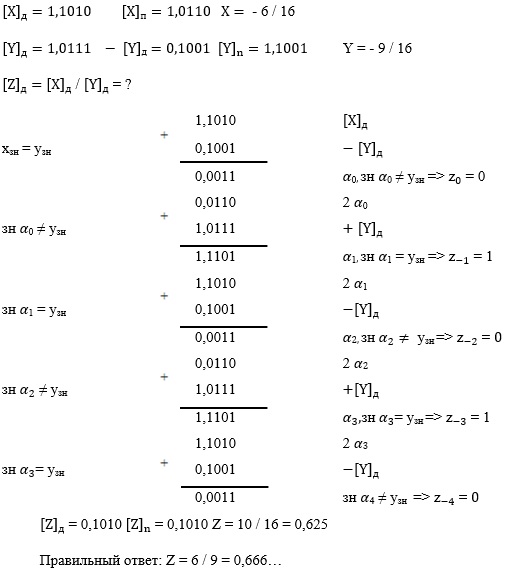 [X]д = 1,1010 [X]п = 1,0110 X = - 6 / 16
[Y]д = 1,0111 − [Y]д = 0,1001 [Y]п = 1,1001 Y = - 9 / 16
[Z]д = [X]д / [Y]д = ?
1,1010 [X]д
xзн = yзн + 0,1001 − [Y]д
0,0011 α₀, зн α₀ ≠ yзн => z₀ = 0
0,0110 2 α₀
зн α₀ ≠ yзн + 1,0111 + [Y]д
1,1101 α₁, зн α₁ = yзн => z₋₁ = 1
1,1010 2 α₁
зн α₁ = yзн + 0,1001 −[Y]д
0,0011 α₂, зн α₂ ≠ yзн => z₋₂ = 0
0,0110 2 α₂
зн α₂ ≠ yзн + 1,0111 +[Y]д
1,1101 α₃, зн α₃ = yзн => z₋₃ = 1
1,1010 2 α₃
зн α₃ = yзн + 0,1001 −[Y]д
0,0011 зн α₄ ≠ yзн => z₋₄ = 0
[Z]д = 0,1010 [Z]п = 0,1010 Z = 10 / 16 = 0,625
Правильный ответ: Z = 6 / 9 = 0,666…